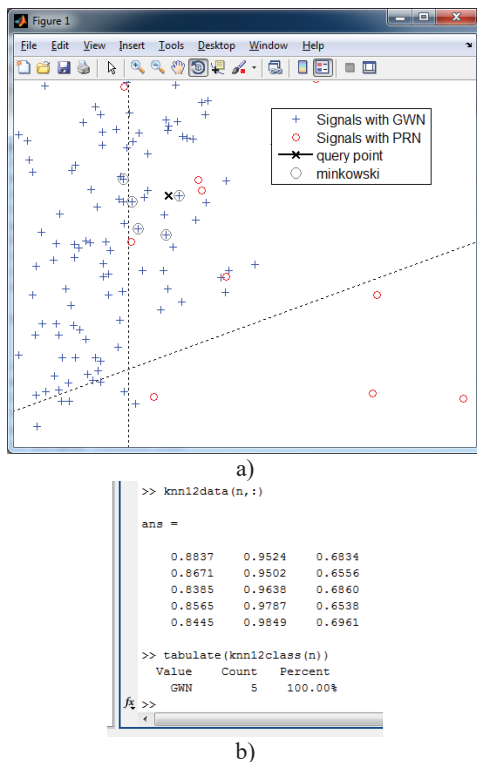 Figure 1
File Edit View Insert Tools Desktop Window Help
Signals with GWN
Signals with PRN
query point
minkowski
a)
>> knn12data(n,:)
ans =
0.8837 0.9524 0.6834
0.8671 0.9502 0.6556
0.8385 0.9638 0.6860
0.8565 0.9787 0.6538
0.8445 0.9849 0.6961
>> tabulate(knn12class(n))
Value Count Percent
GWN 5 100.00%
fx >>
b)